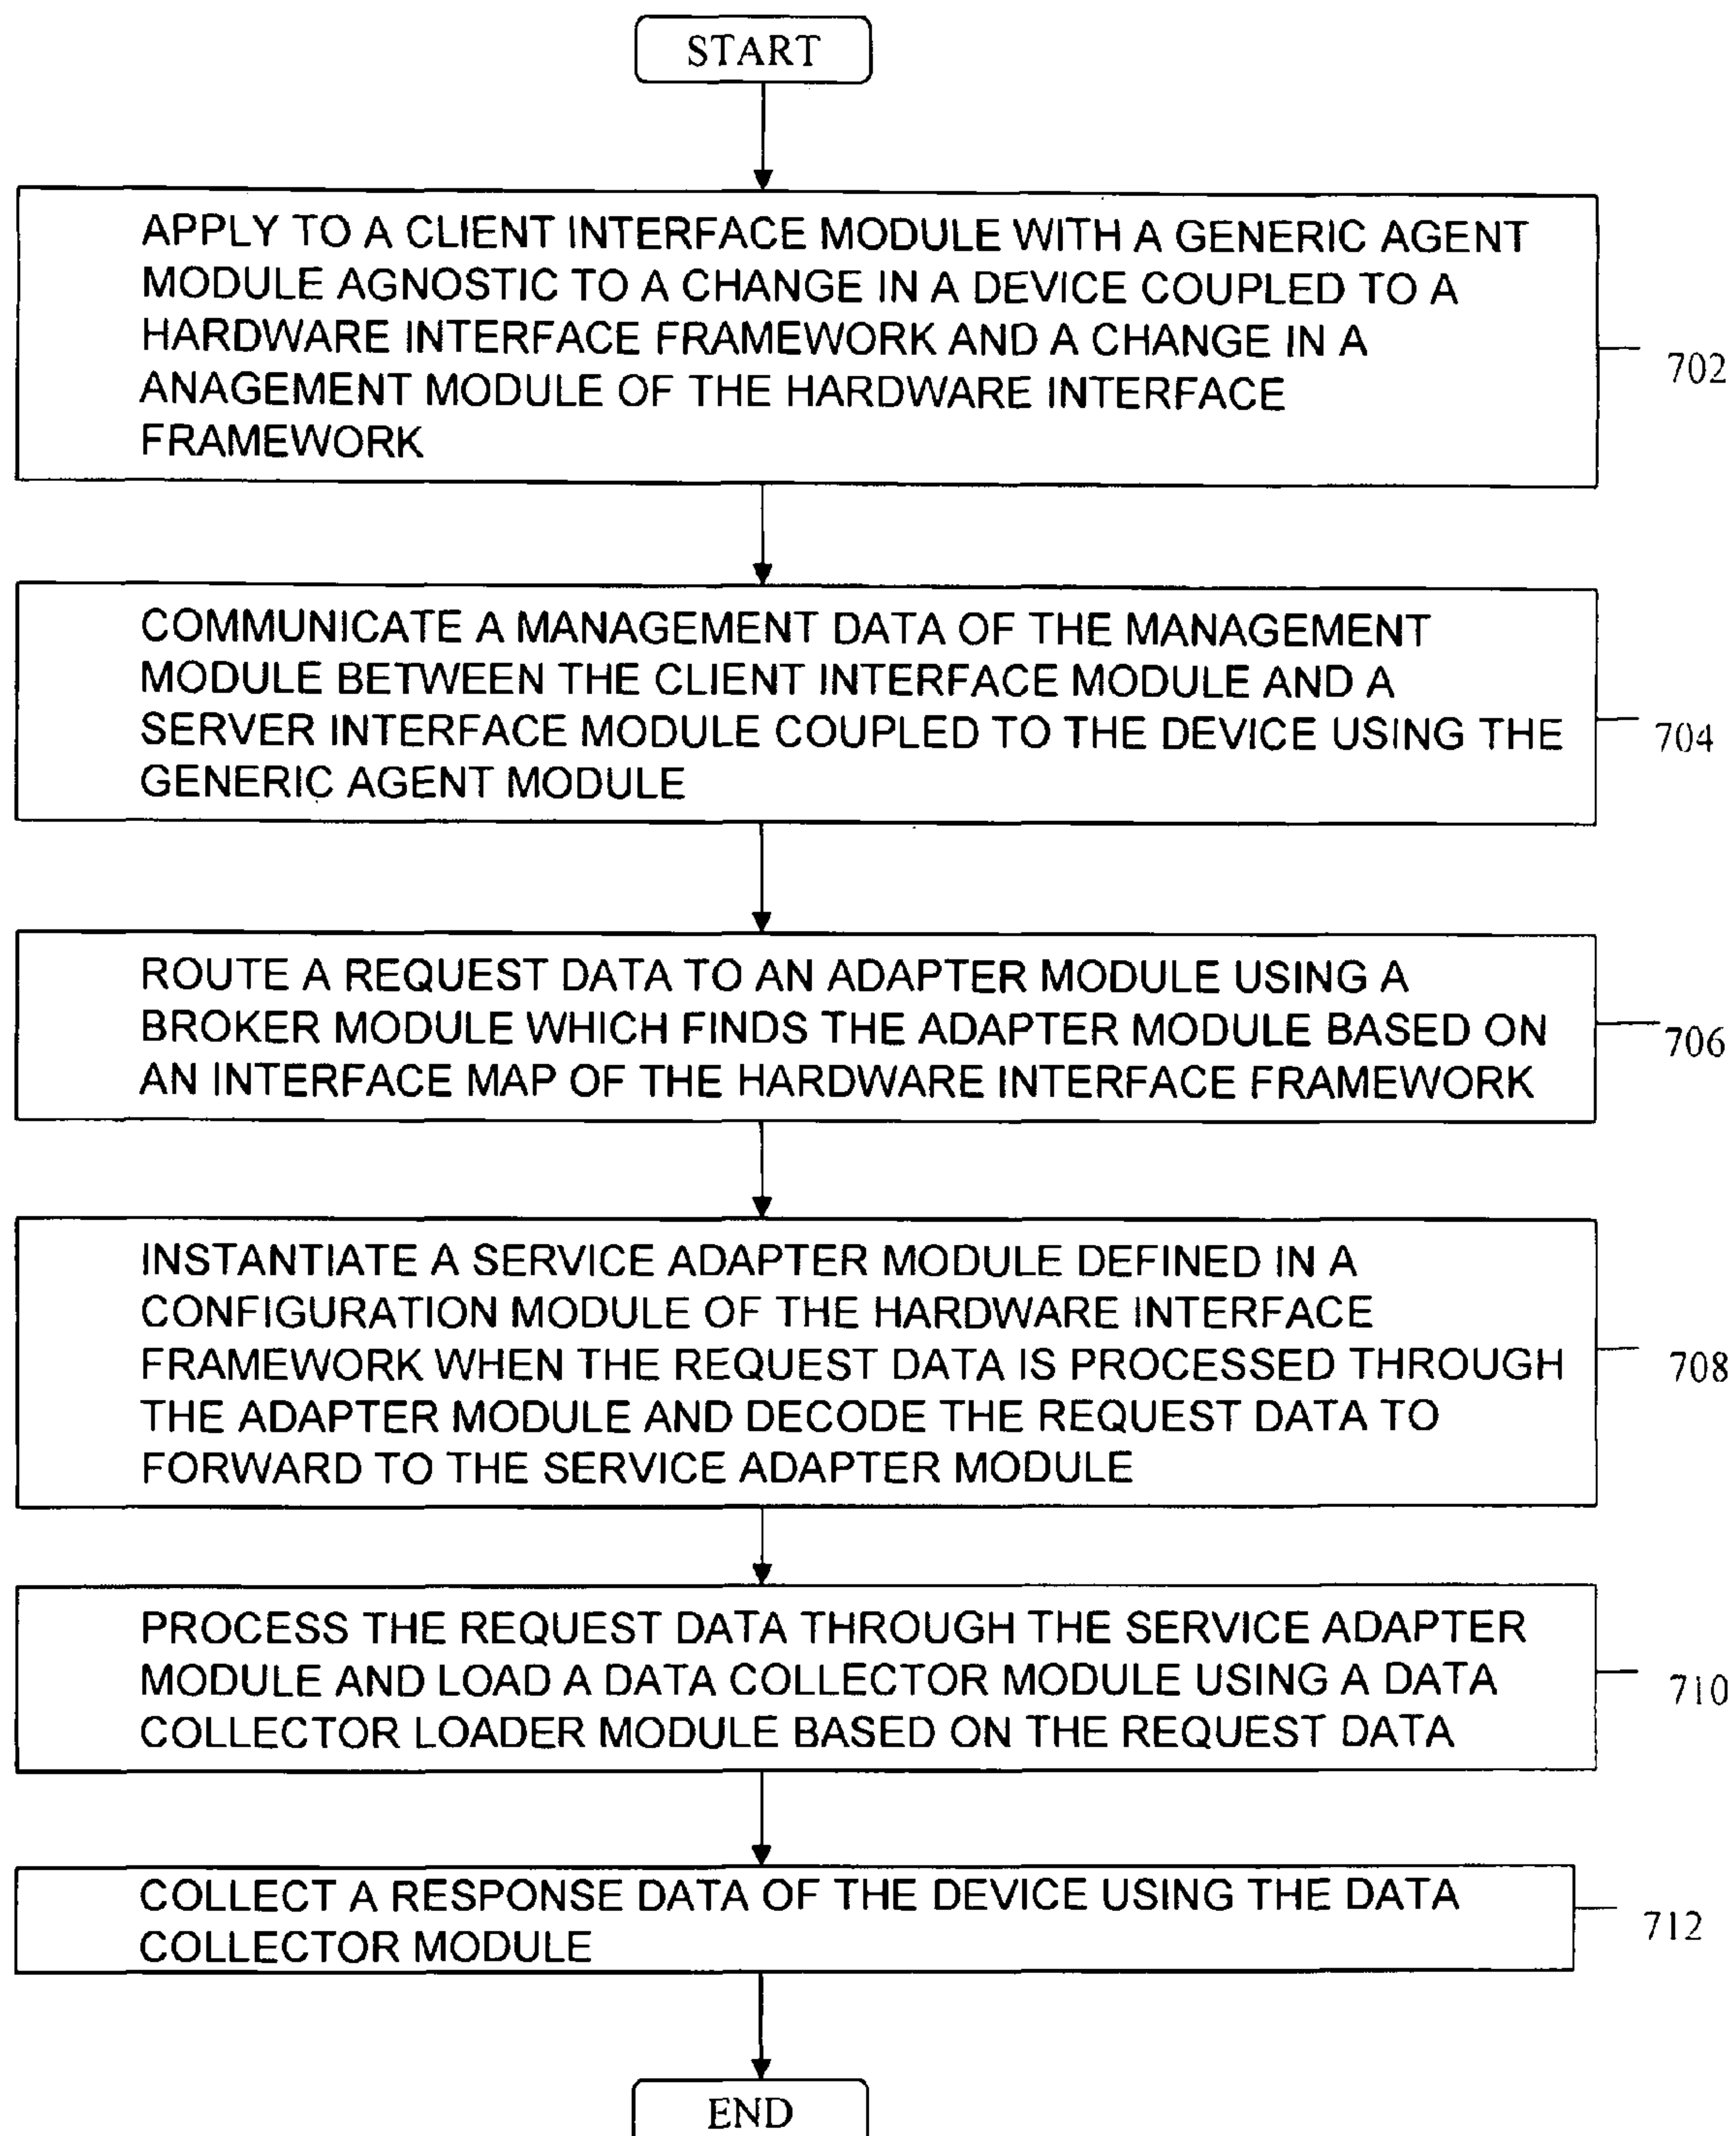 START
APPLY TO A CLIENT INTERFACE MODULE WITH A GENERIC AGENT
MODULE AGNOSTIC TO A CHANGE IN A DEVICE COUPLED TO A
HARDWARE INTERFACE FRAMEWORK AND A CHANGE IN A
ANAGEMENT MODULE OF THE HARDWARE INTERFACE
FRAMEWORK
702
COMMUNICATE A MANAGEMENT DATA OF THE MANAGEMENT
MODULE BETWEEN THE CLIENT INTERFACE MODULE AND A
SERVER INTERFACE MODULE COUPLED TO THE DEVICE USING THE
GENERIC AGENT MODULE
704
ROUTE A REQUEST DATA TO AN ADAPTER MODULE USING A
BROKER MODULE WHICH FINDS THE ADAPTER MODULE BASED ON
AN INTERFACE MAP OF THE HARDWARE INTERFACE FRAMEWORK
706
INSTANTIATE A SERVICE ADAPTER MODULE DEFINED IN A
CONFIGURATION MODULE OF THE HARDWARE INTERFACE
FRAMEWORK WHEN THE REQUEST DATA IS PROCESSED THROUGH
THE ADAPTER MODULE AND DECODE THE REQUEST DATA TO
FORWARD TO THE SERVICE ADAPTER MODULE
708
PROCESS THE REQUEST DATA THROUGH THE SERVICE ADAPTER
MODULE AND LOAD A DATA COLLECTOR MODULE USING A DATA
COLLECTOR LOADER MODULE BASED ON THE REQUEST DATA
710
COLLECT A RESPONSE DATA OF THE DEVICE USING THE DATA
COLLECTOR MODULE
712
END